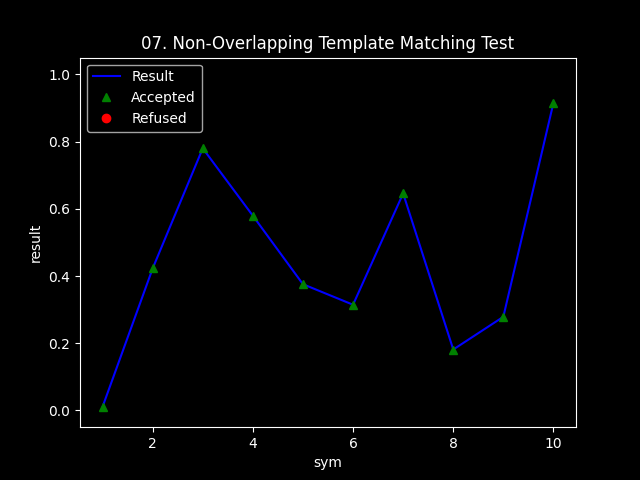 07. Non-Overlapping Template Matching Test
Result
Accepted
Refused
1.0
0.8
0.6
0.4
0.2
0.0
result
2 4 6 8 10
sym